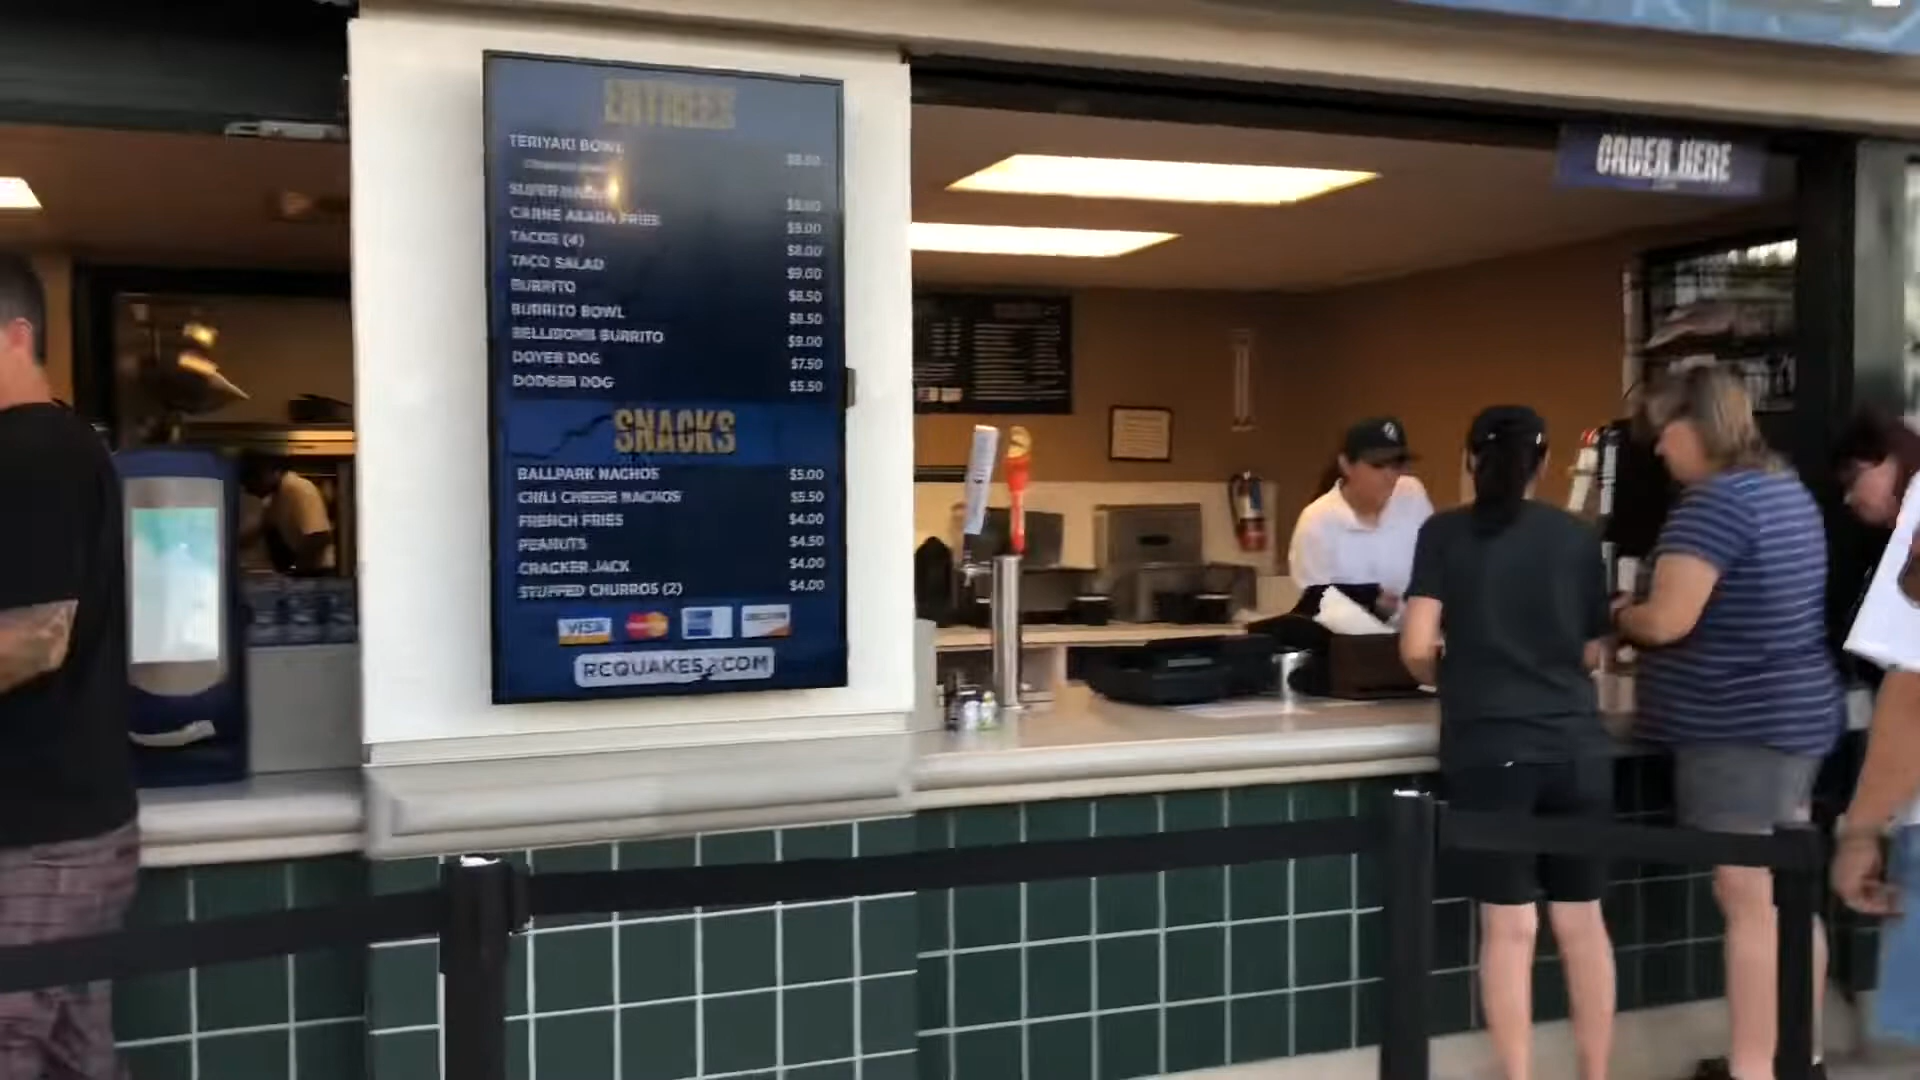 ENTREES
TERIYAKI BOWL $8.50
SUPER NACHOS
CARNE ASADA FRIES $9.00
TACOS (4) $8.00
TACO SALAD $9.00
BURRITO $8.50
BURRITO BOWL $8.50
BURRITO $9.00
DOYER DOG $7.50
DODGER DOG $5.50
SNACKS
BALLPARK NACHOS $5.00
CHILI CHEESE NACHOS $5.50
FRENCH FRIES $4.00
PEANUTS $4.50
CRACKER JACK $4.00
STUFFED CHURROS (2) $4.00
VISA
RCQUAKES.COM
ORDER HERE